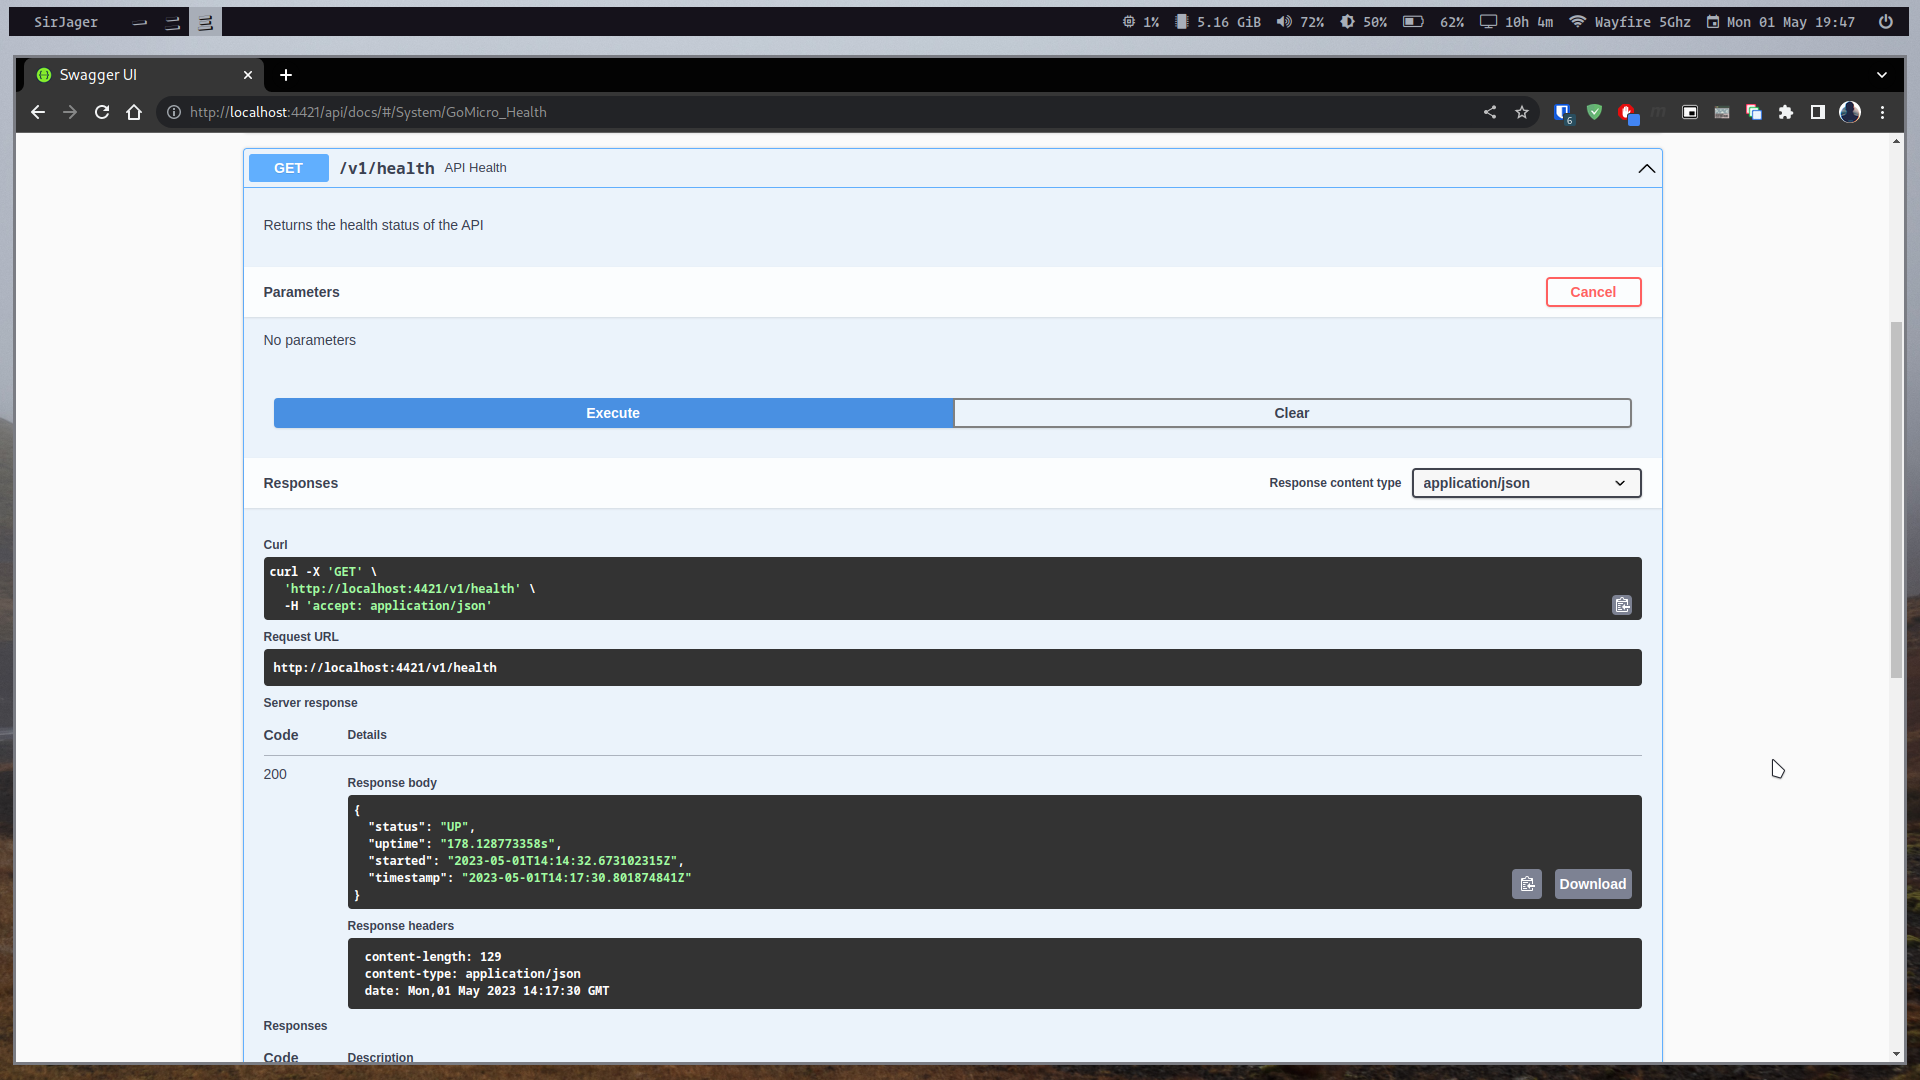 SirJager 1% 5.16 GiB 72% 50% 62% 10h 4m Wayfire 5Ghz Mon 01 May 19:47
Swagger UI
http://localhost:4421/api/docs/#/System/GoMicro_Health
6
GET /v1/health API Health
Returns the health status of the API
Parameters Cancel
No parameters
Execute Clear
Responses Response content type application/json
Curl
curl -X 'GET' \
'http://localhost:4421/v1/health' \
-H 'accept: application/json'
Request URL
http://localhost:4421/v1/health
Server response
Code Details
200
Response body
{
"status": "UP",
"uptime": "178.128773358s",
"started": "2023-05-01T14:14:32.673102315Z",
"timestamp": "2023-05-01T14:17:30.801874841Z"
}
Download
Response headers
content-length: 129
content-type: application/json
date: Mon,01 May 2023 14:17:30 GMT
Responses
Code Description